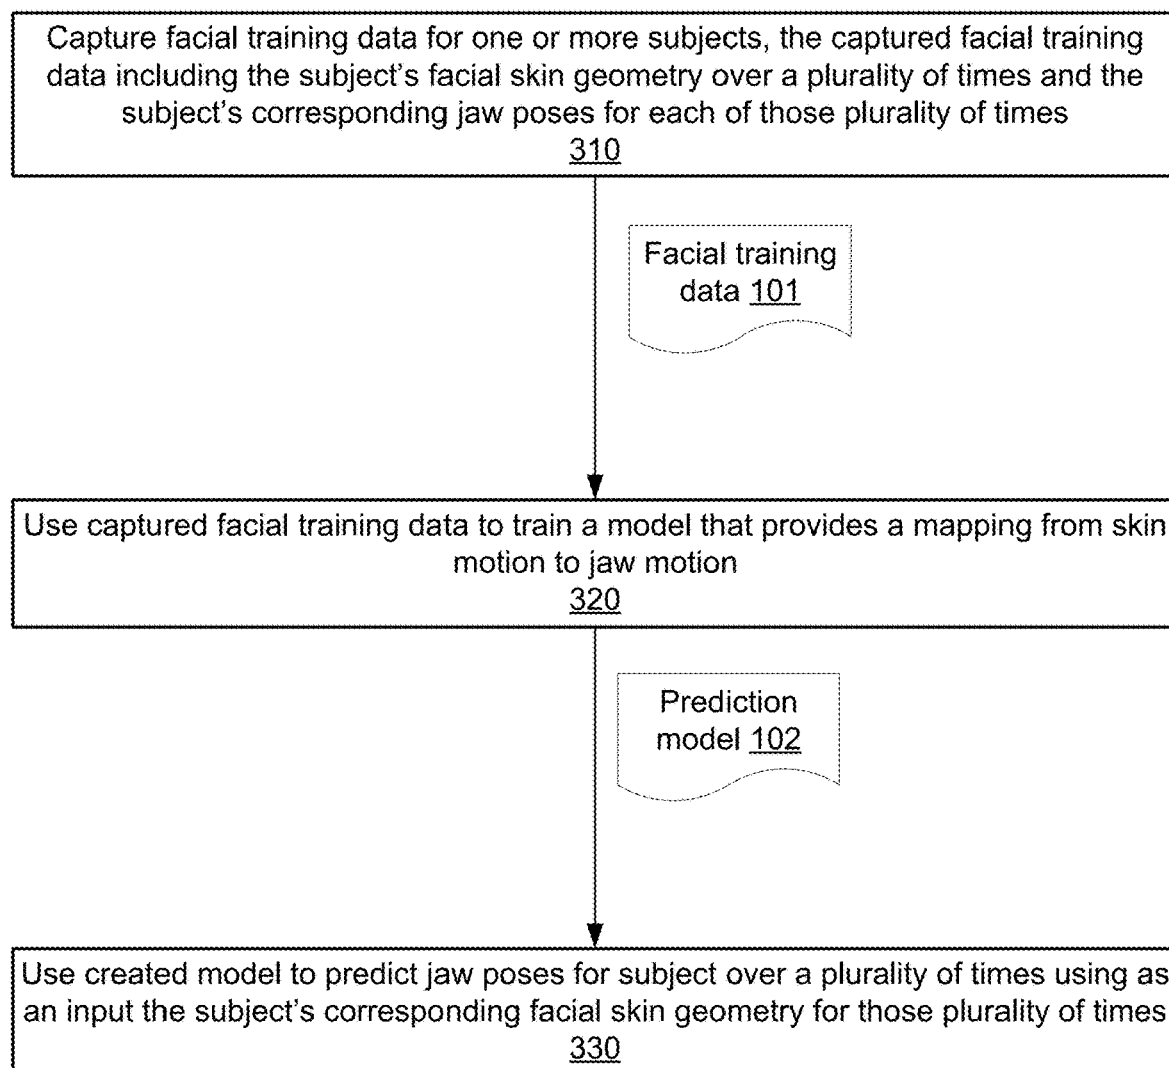 Capture facial training data for one or more subjects, the captured facial training
data including the subject's facial skin geometry over a plurality of times and the
subject's corresponding jaw poses for each of those plurality of times
310
Facial training
data 101
Use captured facial training data to train a model that provides a mapping from skin
motion to jaw motion
320
Prediction
model 102
Use created model to predict jaw poses for subject over a plurality of times using as
an input the subject's corresponding facial skin geometry for those plurality of times
330